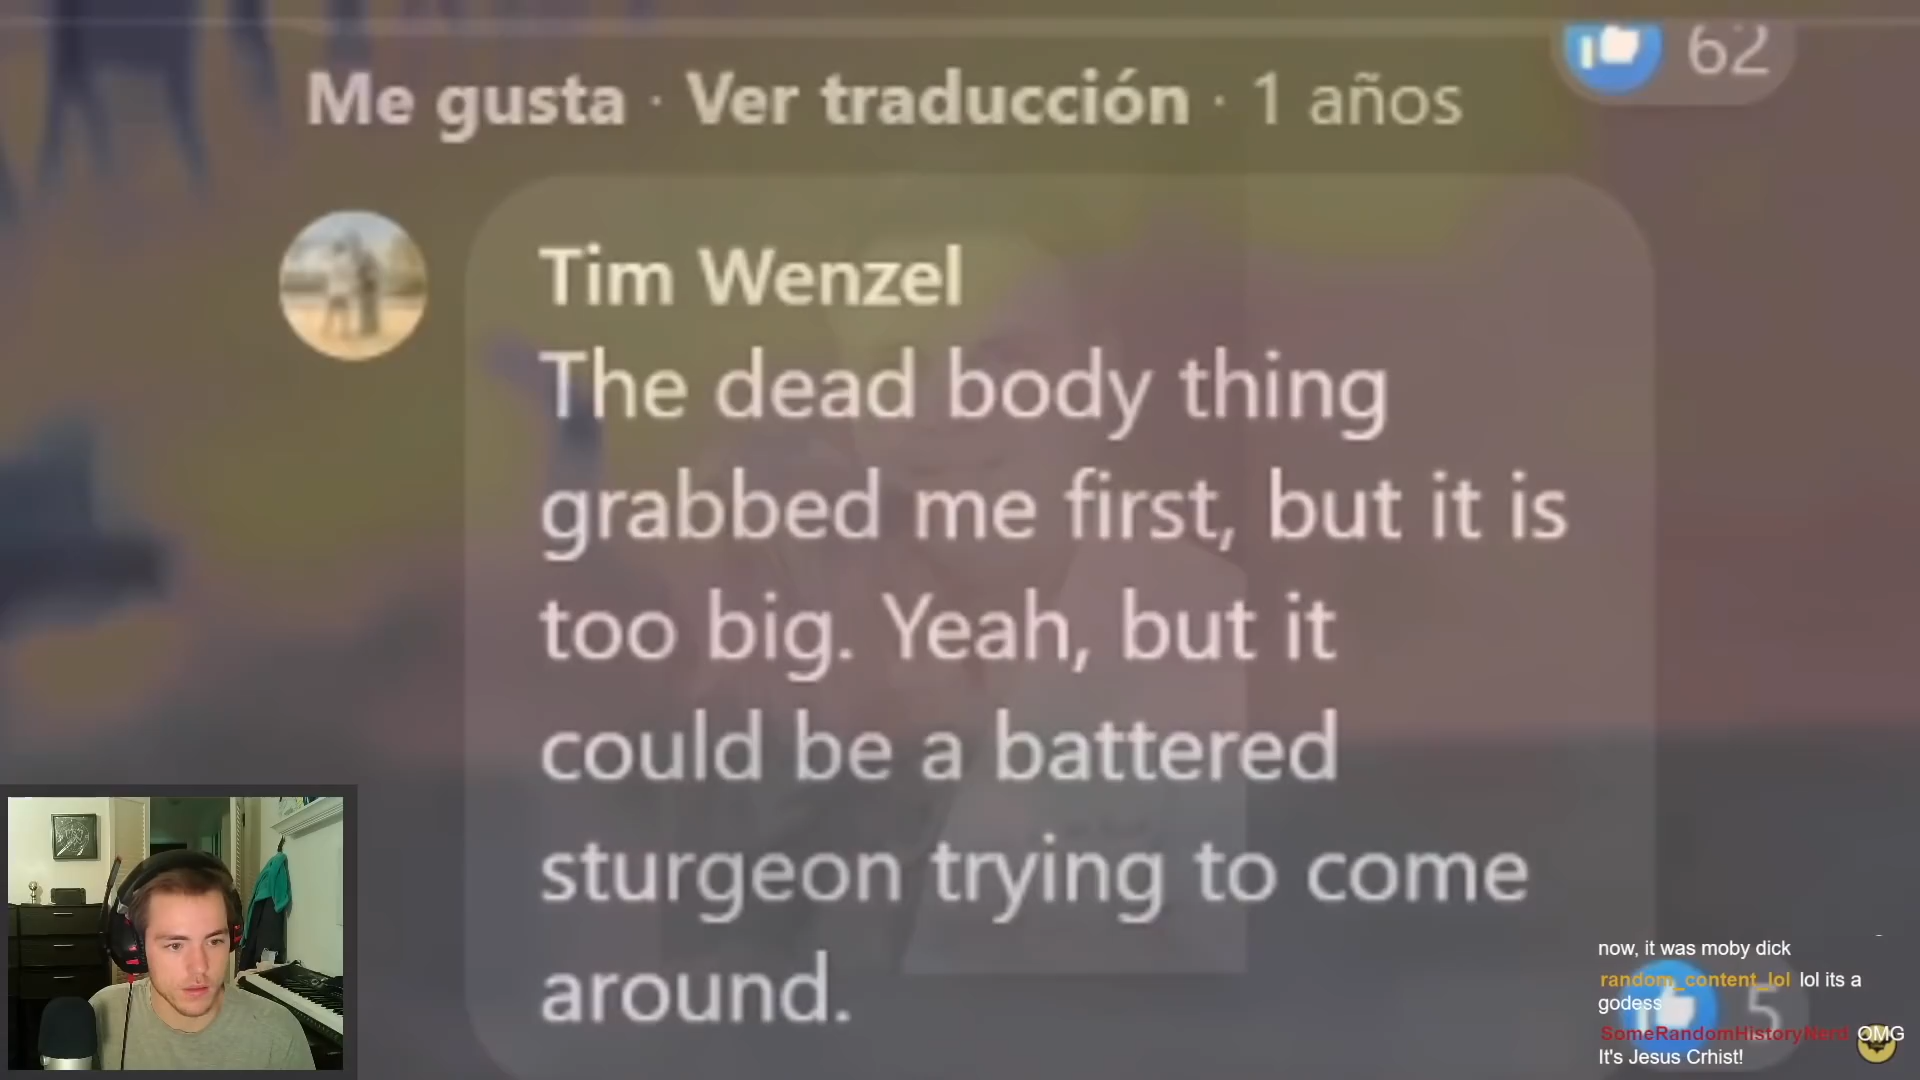 62
Me gusta · Ver traducción · 1 años
Tim Wenzel
The dead body thing
grabbed me first, but it is
too big. Yeah, but it
could be a battered
sturgeon trying to come
around.
5
now, it was moby dick
random_content_lol lol its a
godess
SomeRandomHistoryNerd OMG
It's Jesus Crhist!